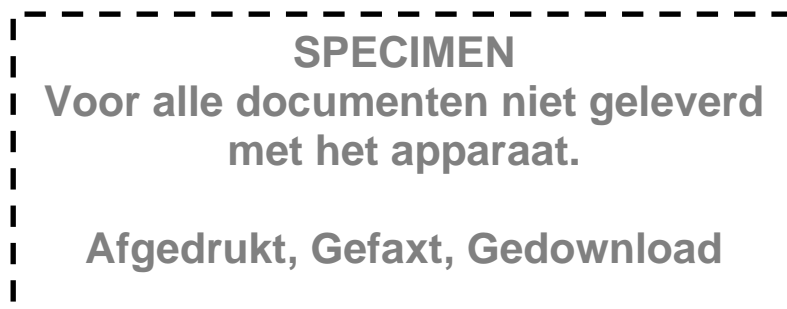 SPECIMEN
Voor alle documenten niet geleverd
met het apparaat.
Afgedrukt, Gefaxt, Gedownload